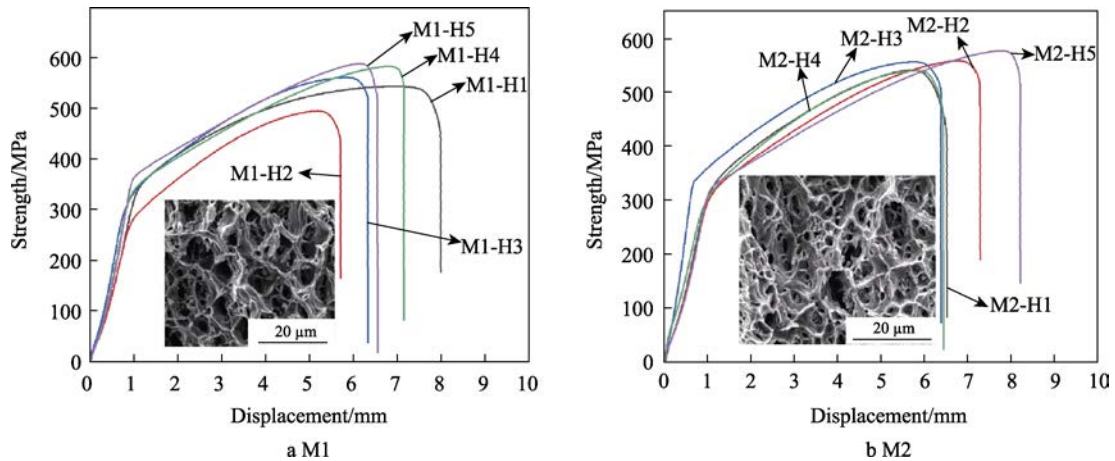 600
500
400
300
200
100
0
Strength/MPa
M1-H5
M1-H4
M1-H1
M1-H2
M1-H3
20 μm
0 1 2 3 4 5 6 7 8 9 10
Displacement/mm
a M1
600
500
400
300
200
100
0
Strength/MPa
M2-H2
M2-H3
M2-H5
M2-H4
M2-H1
20 μm
0 1 2 3 4 5 6 7 8 9 10
Displacement/mm
b M2